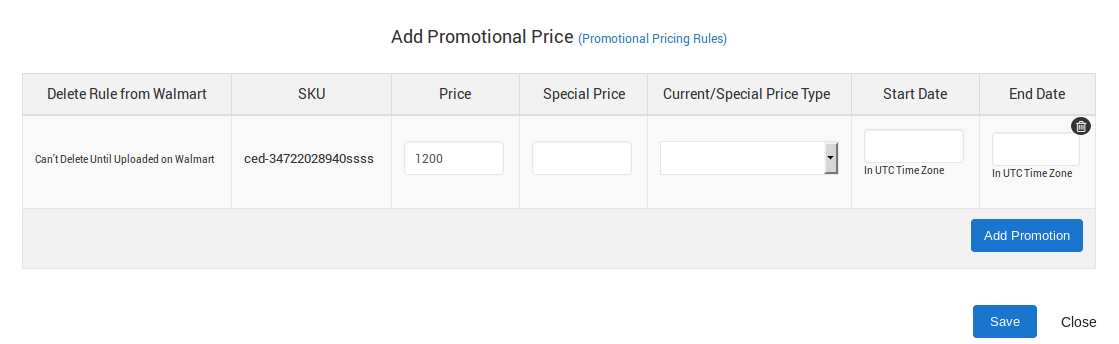 Add Promotional Price (Promotional Pricing Rules)
Delete Rule from Walmart SKU Price Special Price Current/Special Price Type Start Date End Date
Can't Delete Until Uploaded on Walmart ced-34722028940ssss 1200
In UTC Time Zone In UTC Time Zone
Add Promotion
Save Close